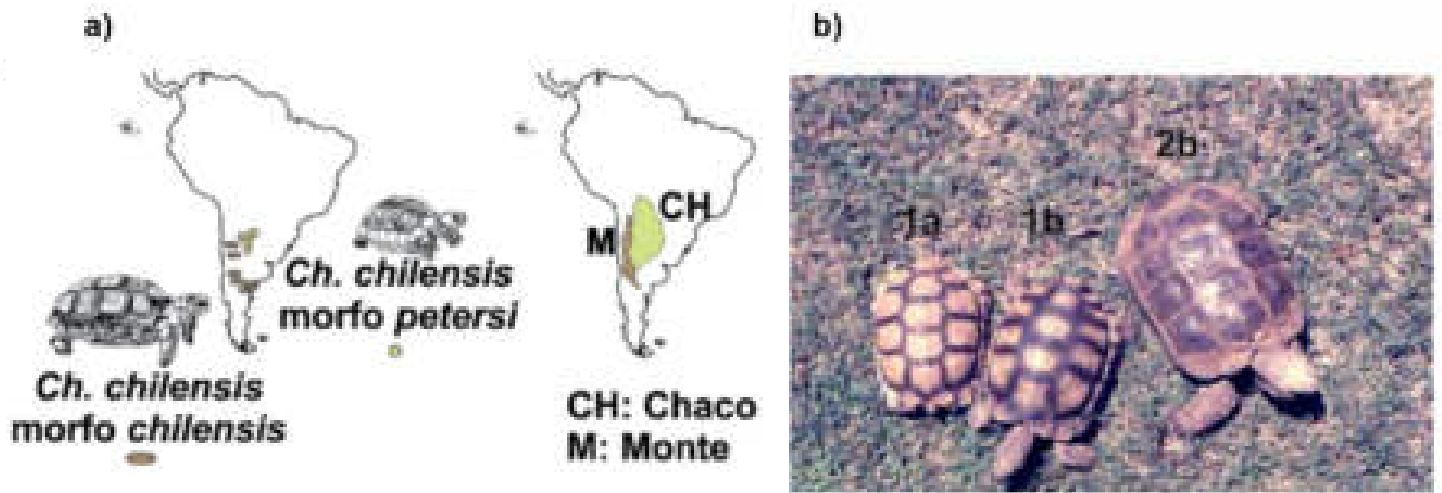 a)
Ch. chilensis
morfo petersi
Ch. chilensis
morfo chilensis
CH
M
CH: Chaco
M: Monte
b)
1a
1b
2b